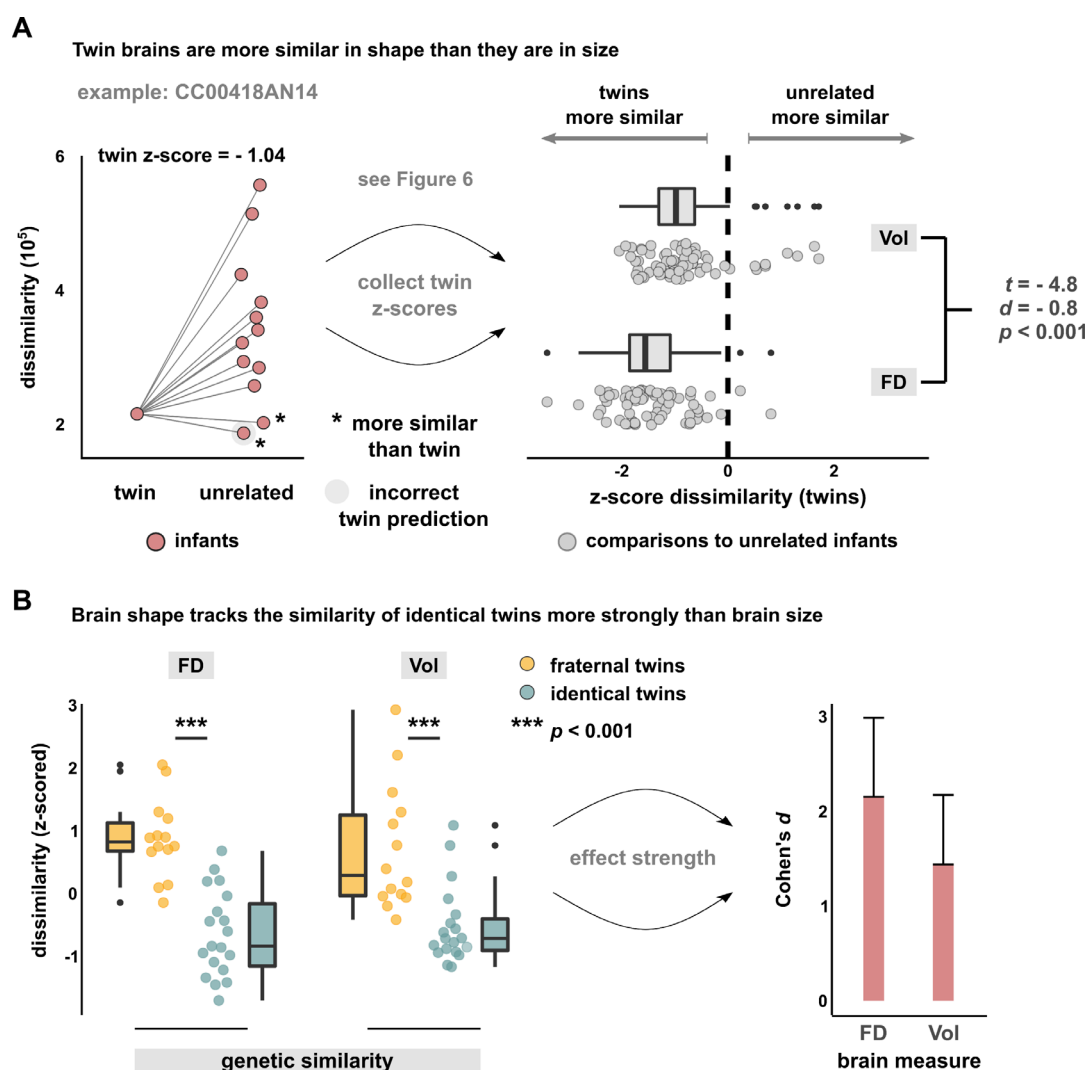 A
Twin brains are more similar in shape than they are in size
example: CC00418AN14
twins
more similar
unrelated
more similar
twin z-score = - 1.04
see Figure 6
collect twin
z-scores
dissimilarity (10⁵)
6
4
2
twin
unrelated
*
*
* more similar
than twin
incorrect
twin prediction
infants
Vol
FD
t = - 4.8
d = - 0.8
p < 0.001
-2
0
2
z-score dissimilarity (twins)
comparisons to unrelated infants
B
Brain shape tracks the similarity of identical twins more strongly than brain size
FD
Vol
fraternal twins
identical twins
*** p < 0.001
***
***
dissimilarity (z-scored)
3
2
1
0
-1
genetic similarity
effect strength
Cohen's d
3
2
1
0
FD
Vol
brain measure